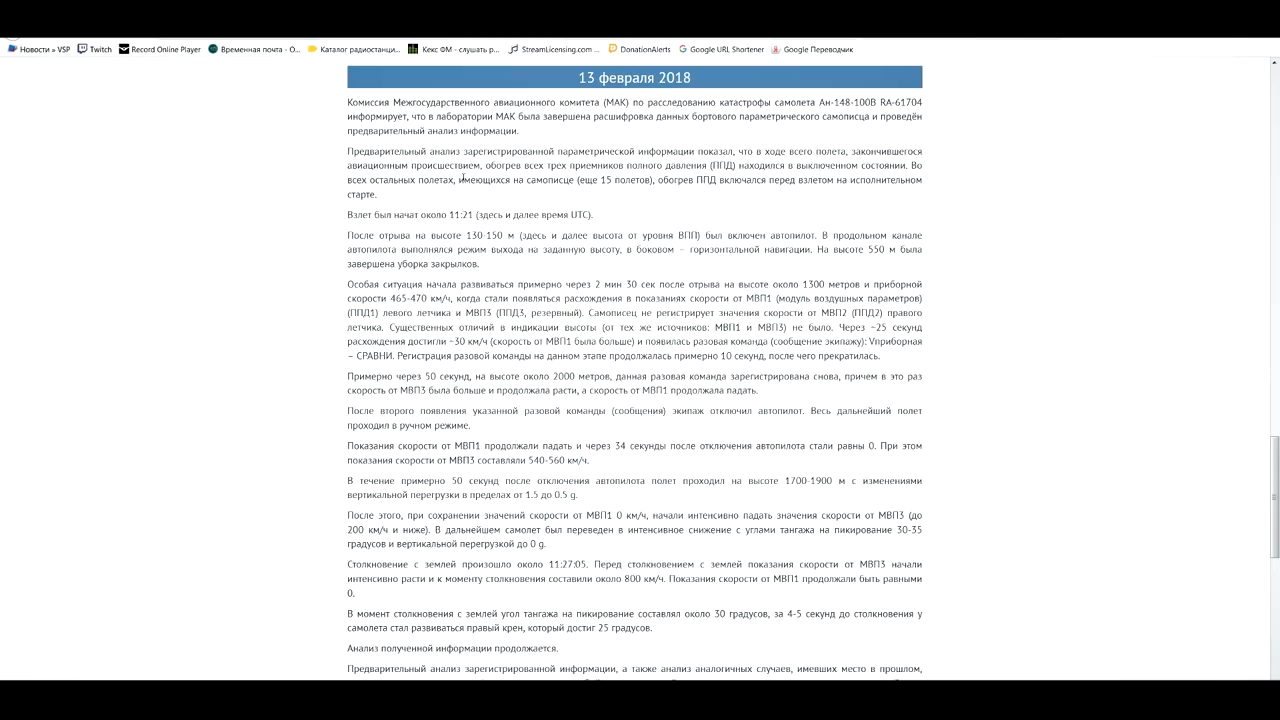 Новости » VSP Twitch Record Online Player Временная почта - О... Каталог радиостанци... Кекс ФМ - слушать р... StreamLicensing.com ... DonationAlerts Google URL Shortener Google Переводчик
13 февраля 2018
Комиссия Межгосударственного авиационного комитета (МАК) по расследованию катастрофы самолета Ан-148-100В RA-61704
информирует, что в лаборатории МАК была завершена расшифровка данных бортового параметрического самописца и проведён
предварительный анализ информации.
Предварительный анализ зарегистрированной параметрической информации показал, что в ходе всего полета, закончившегося
авиационным происшествием, обогрев всех трех приемников полного давления (ППД) находился в выключенном состоянии. Во
всех остальных полетах, имеющихся на самописце (еще 15 полетов), обогрев ППД включался перед взлетом на исполнительном
старте.
Взлет был начат около 11:21 (здесь и далее время UTC).
После отрыва на высоте 130-150 м (здесь и далее высота от уровня ВПП) был включен автопилот. В продольном канале
автопилота выполнялся режим выхода на заданную высоту, в боковом – горизонтальной навигации. На высоте 550 м была
завершена уборка закрылков.
Особая ситуация начала развиваться примерно через 2 мин 30 сек после отрыва на высоте около 1300 метров и приборной
скорости 465-470 км/ч, когда стали появляться расхождения в показаниях скорости от МВП1 (модуль воздушных параметров)
(ППД1) левого летчика и МВП3 (ППД3, резервный). Самописец не регистрирует значения скорости от МВП2 (ППД2) правого
летчика. Существенных отличий в индикации высоты (от тех же источников: МВП1 и МВП3) не было. Через ~25 секунд
расхождения достигли ~30 км/ч (скорость от МВП1 была больше) и появилась разовая команда (сообщение экипажу): Vприборная
– СРАВНИ. Регистрация разовой команды на данном этапе продолжалась примерно 10 секунд, после чего прекратилась.
Примерно через 50 секунд, на высоте около 2000 метров, данная разовая команда зарегистрирована снова, причем в это раз
скорость от МВП3 была больше и продолжала расти, а скорость от МВП1 продолжала падать.
После второго появления указанной разовой команды (сообщения) экипаж отключил автопилот. Весь дальнейший полет
проходил в ручном режиме.
Показания скорости от МВП1 продолжали падать и через 34 секунды после отключения автопилота стали равны 0. При этом
показания скорости от МВП3 составляли 540-560 км/ч.
В течение примерно 50 секунд после отключения автопилота полет проходил на высоте 1700-1900 м с изменениями
вертикальной перегрузки в пределах от 1.5 до 0.5 g.
После этого, при сохранении значений скорости от МВП1 0 км/ч, начали интенсивно падать значения скорости от МВП3 (до
200 км/ч и ниже). В дальнейшем самолет был переведен в интенсивное снижение с углами тангажа на пикирование 30-35
градусов и вертикальной перегрузкой до 0 g.
Столкновение с землей произошло около 11:27:05. Перед столкновением с землей показания скорости от МВП3 начали
интенсивно расти и к моменту столкновения составили около 800 км/ч. Показания скорости от МВП1 продолжали быть равными
0.
В момент столкновения с землей угол тангажа на пикирование составлял около 30 градусов, за 4-5 секунд до столкновения у
самолета стал развиваться правый крен, который достиг 25 градусов.
Анализ полученной информации продолжается.
Предварительный анализ зарегистрированной информации, а также анализ аналогичных случаев, имевших место в прошлом,